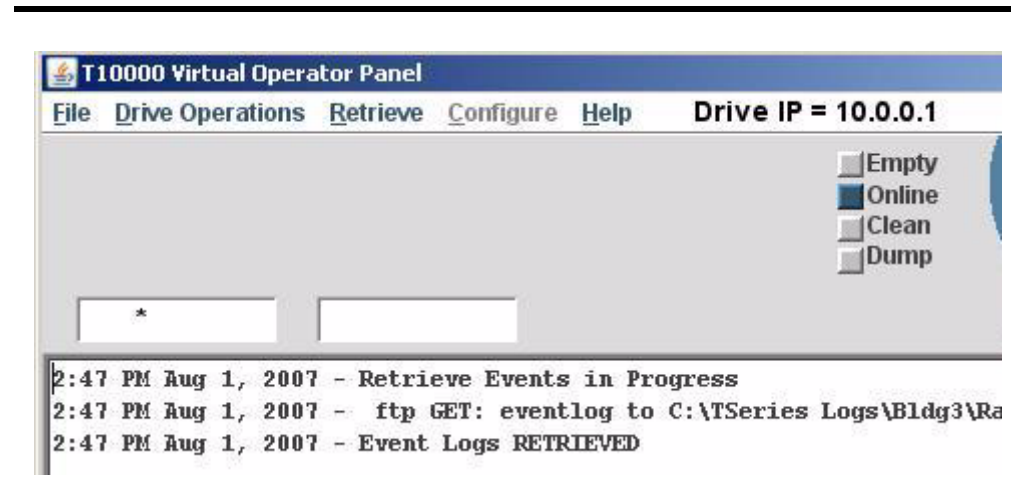 T10000 Virtual Operator Panel
File Drive Operations Retrieve Configure Help Drive IP = 10.0.0.1
Empty
Online
Clean
Dump
*
2:47 PM Aug 1, 2007 - Retrieve Events in Progress
2:47 PM Aug 1, 2007 - ftp GET: eventlog to C:\TSeries Logs\Bldg3\Ra
2:47 PM Aug 1, 2007 - Event Logs RETRIEVED